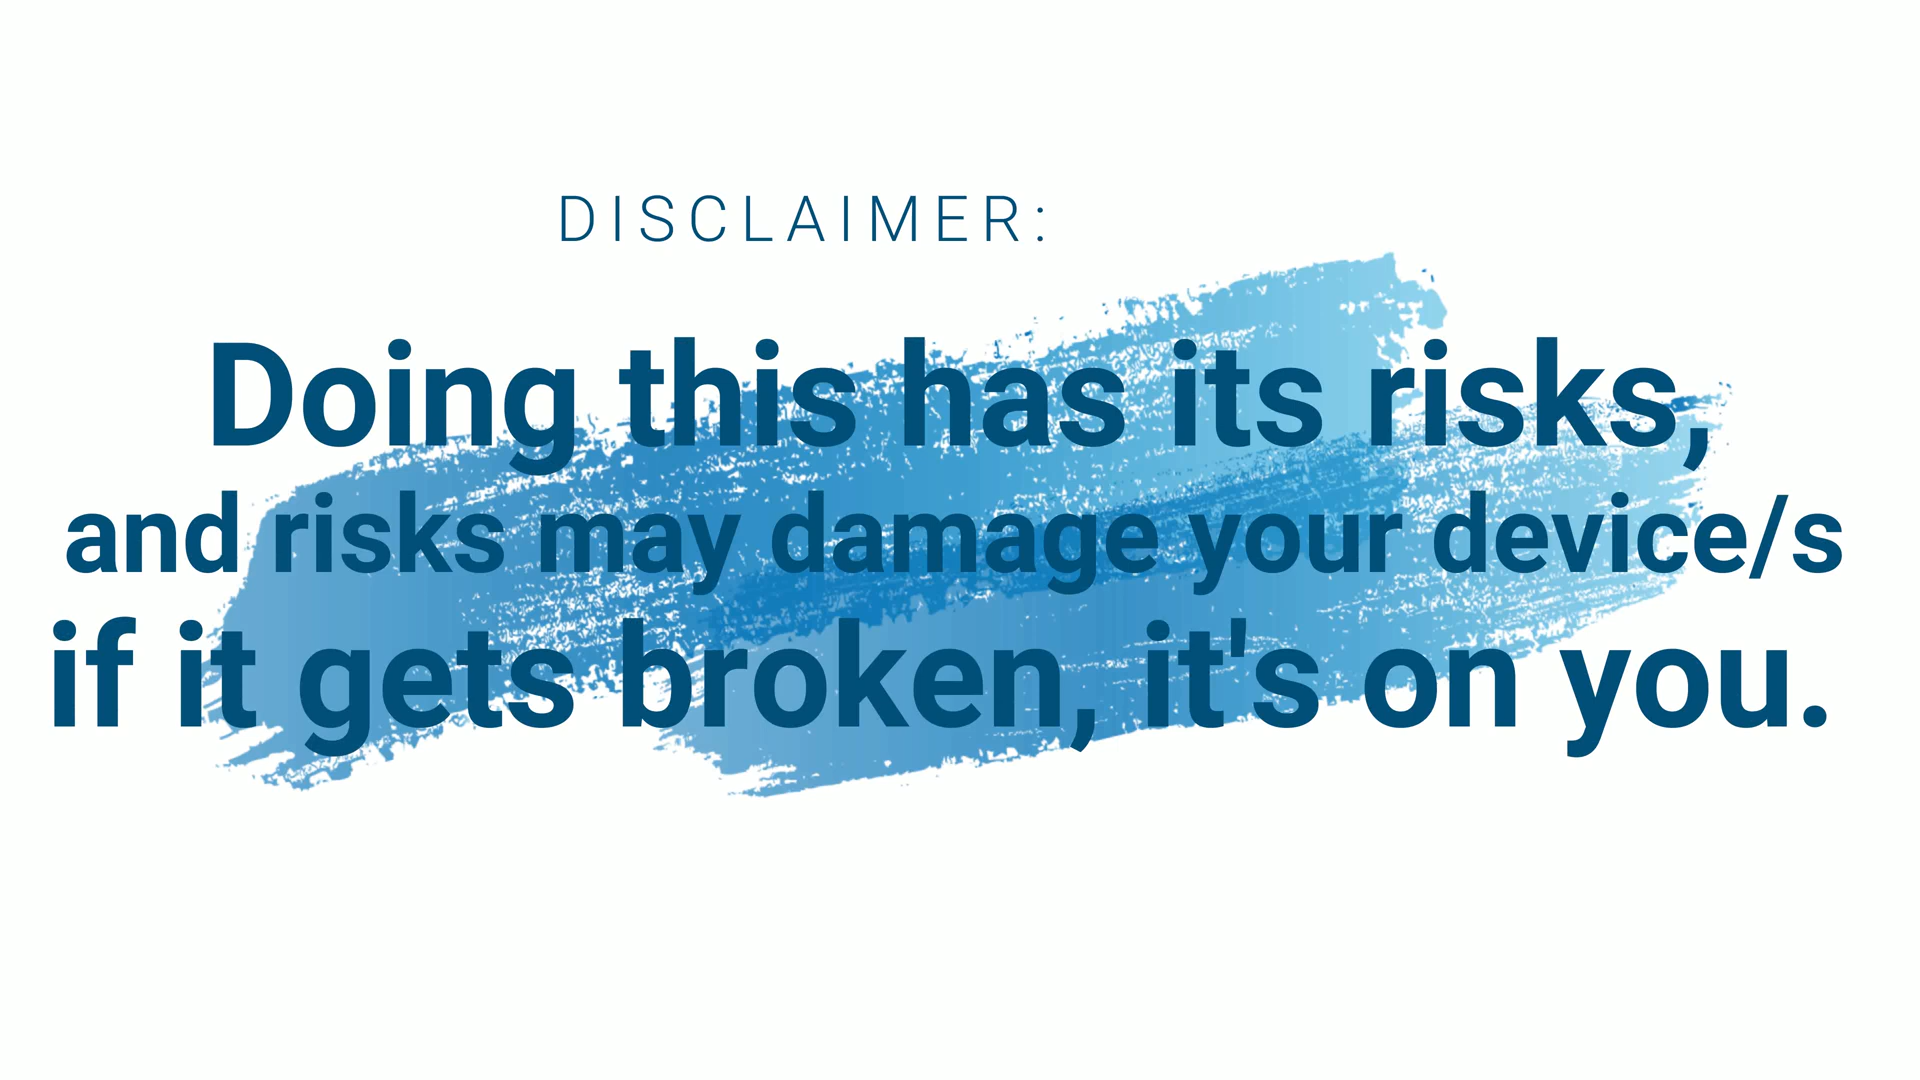 DISCLAIMER:
Doing this has its risks,
and risks may damage your device/s
if it gets broken, it's on you.